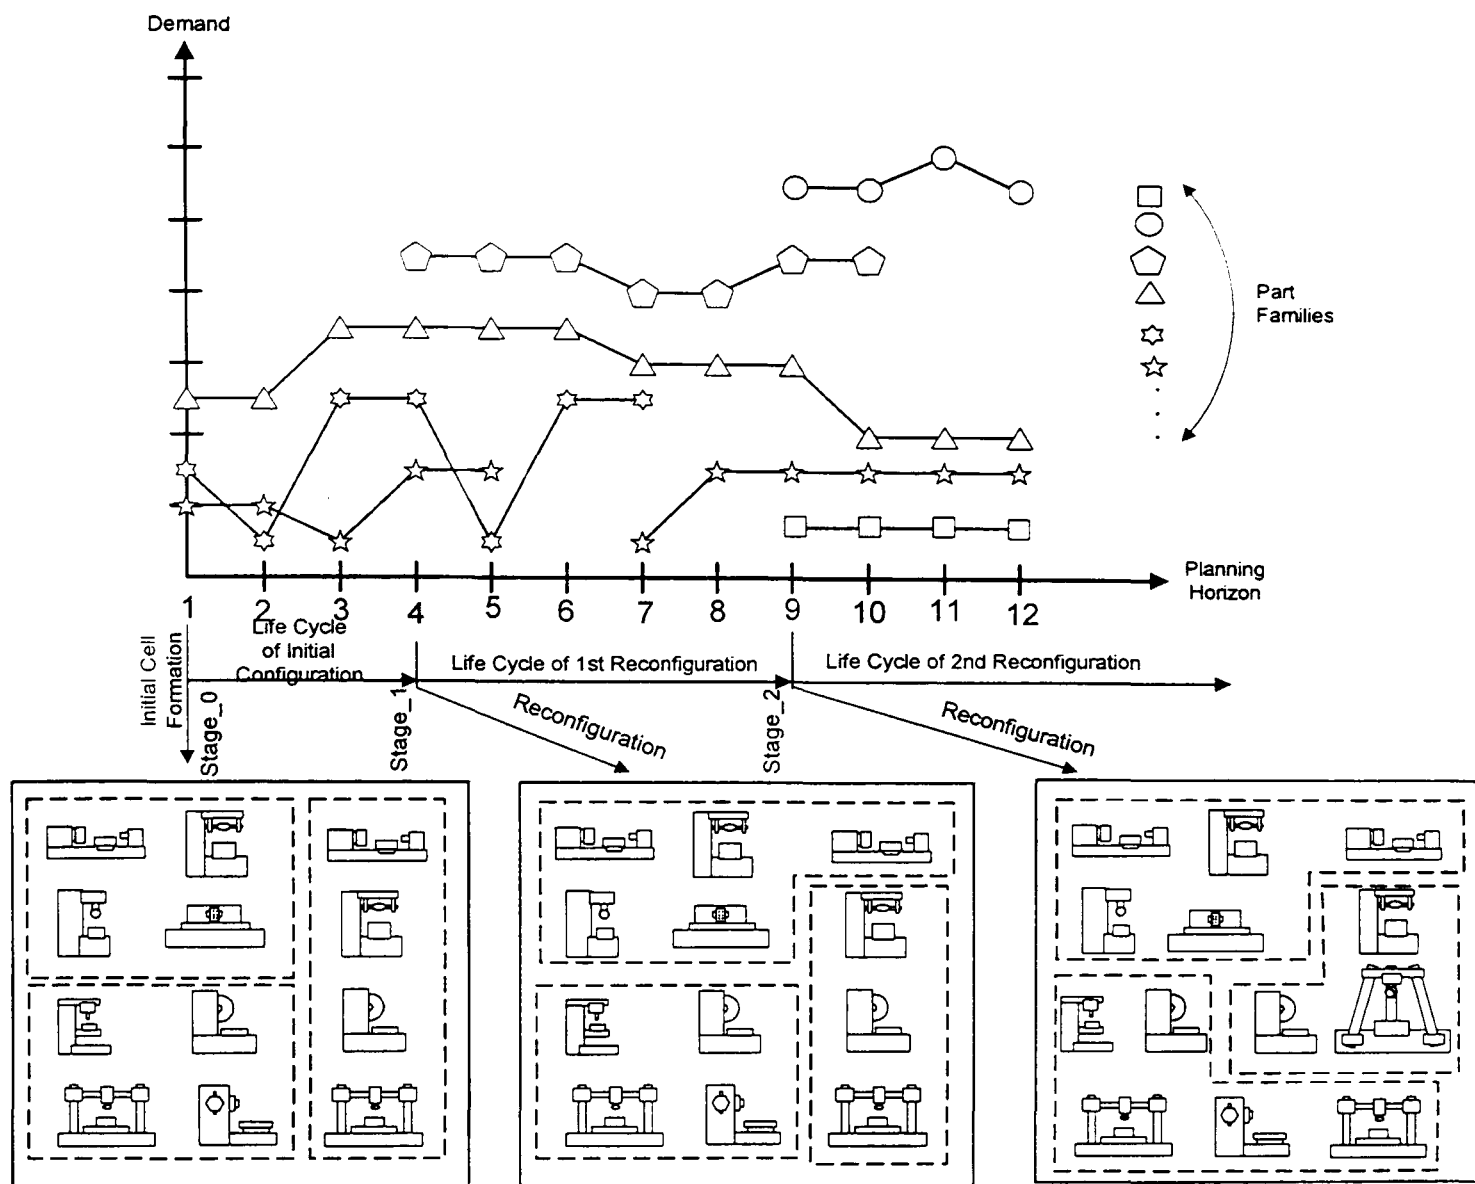 Demand
Part
Families
Planning
Horizon
1 2 3 4 5 6 7 8 9 10 11 12
Life Cycle
of Initial
Configuration
Life Cycle of 1st Reconfiguration
Life Cycle of 2nd Reconfiguration
Initial Cell
Formation
Stage_0
Stage_1
Reconfiguration
Stage_2
Reconfiguration